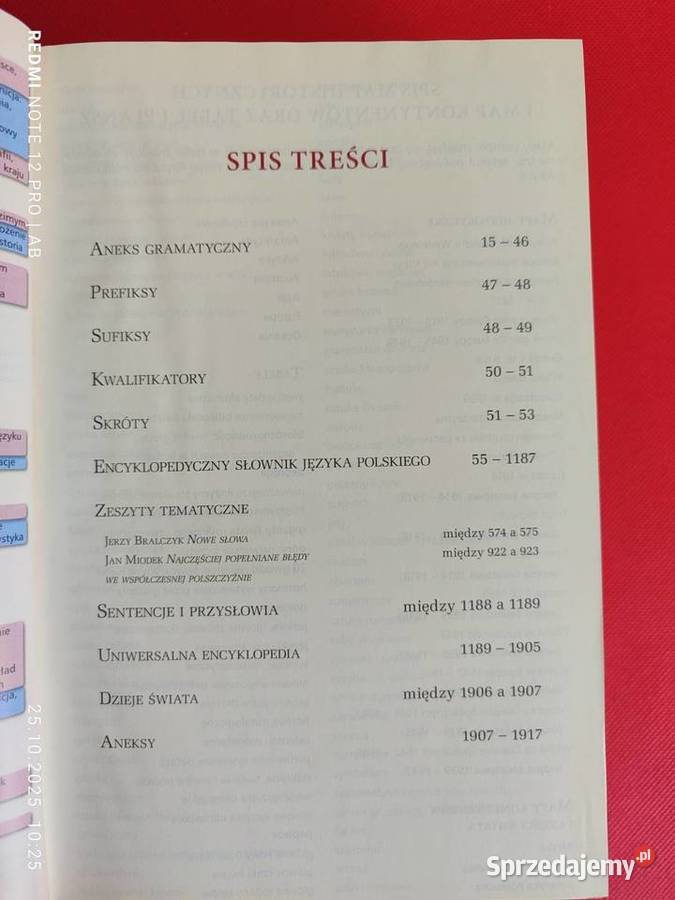 SPIS TREŚCI
ANEKS GRAMATYCZNY 15 – 46
PREFIKSY 47 – 48
SUFIKSY 48 – 49
KWALIFIKATORY 50 – 51
SKRÓTY 51 – 53
ENCYKLOPEDYCZNY SŁOWNIK JĘZYKA POLSKIEGO 55 – 1187
ZESZYTY TEMATYCZNE
JERZY BRALCZYK NOWE SŁOWA między 574 a 575
JAN MIODEK NAJCZĘŚCIEJ POPEŁNIANE BŁĘDY między 922 a 923
WE WSPÓŁCZESNEJ POLSZCZYŹNIE
SENTENCJE I PRZYSŁOWIA między 1188 a 1189
UNIWERSALNA ENCYKLOPEDIA 1189 – 1905
DZIEJE ŚWIATA między 1906 a 1907
ANEKSY 1907 – 1917
REDMI NOTE 12 PRO | AB
25.10.2025 10:25
Sprzedajemy.pl